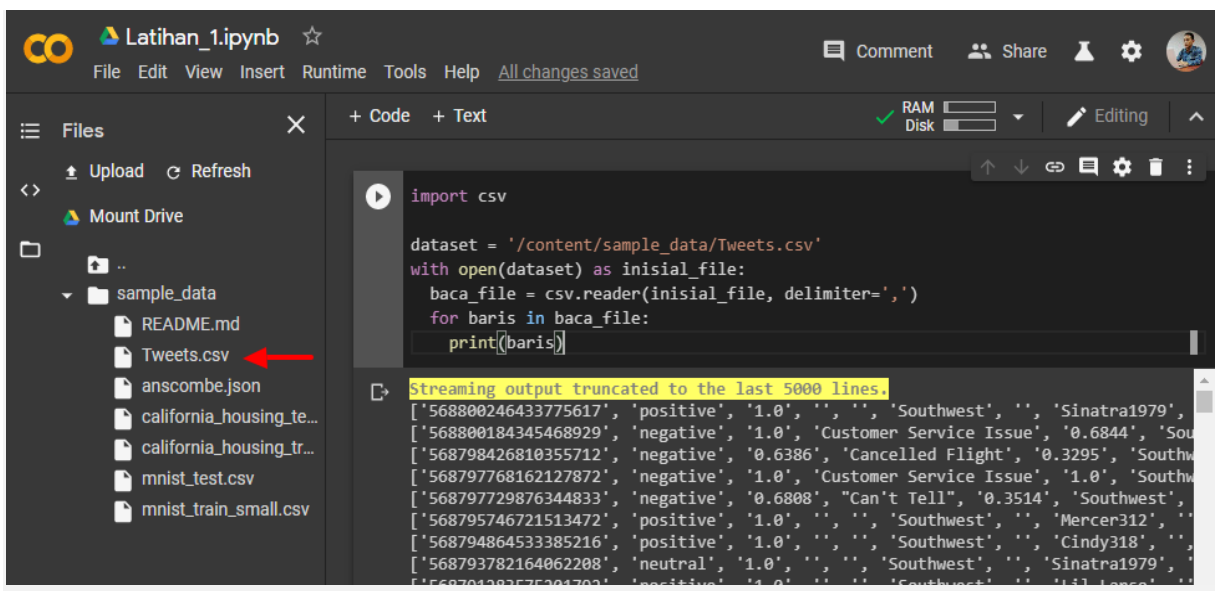 Latihan_1.ipynb
File Edit View Insert Runtime Tools Help All changes saved
Comment Share
Files
+ Code + Text
RAM
Disk
Editing
Upload Refresh
Mount Drive
..
sample_data
README.md
Tweets.csv
anscombe.json
california_housing_te...
california_housing_tr...
mnist_test.csv
mnist_train_small.csv
import csv
dataset = '/content/sample_data/Tweets.csv'
with open(dataset) as inisial_file:
  baca_file = csv.reader(inisial_file, delimiter=',')
  for baris in baca_file:
    print(baris)
Streaming output truncated to the last 5000 lines.
['568800246433775617', 'positive', '1.0', '', '', 'Southwest', '', 'Sinatra1979',
['568800184345468929', 'negative', '1.0', 'Customer Service Issue', '0.6844', 'Sou
['568798426810355712', 'negative', '0.6386', 'Cancelled Flight', '0.3295', 'Southw
['568797768162127872', 'negative', '1.0', 'Customer Service Issue', '1.0', 'Southw
['568797729876344833', 'negative', '0.6808', "Can't Tell", '0.3514', 'Southwest',
['568795746721513472', 'positive', '1.0', '', '', 'Southwest', '', 'Mercer312', ''
['568794864533385216', 'positive', '1.0', '', '', 'Southwest', '', 'Cindy318', '',
['568793782164062208', 'neutral', '1.0', '', '', 'Southwest', '', 'Sinatra1979', '
'positive', '1.0', '', '', 'Southwest', '',